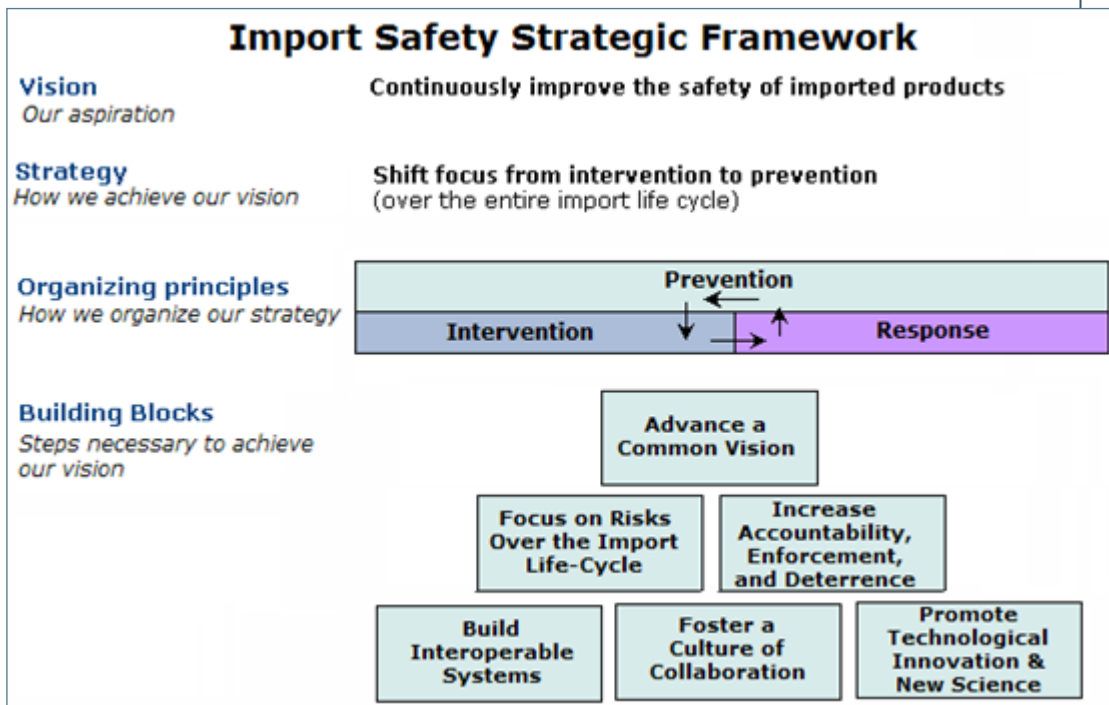 Import Safety Strategic Framework
Vision
Our aspiration
Continuously improve the safety of imported products
Strategy
How we achieve our vision
Shift focus from intervention to prevention
(over the entire import life cycle)
Organizing principles
How we organize our strategy
Prevention
Intervention
Response
Building Blocks
Steps necessary to achieve
our vision
Advance a
Common Vision
Focus on Risks
Over the Import
Life-Cycle
Increase
Accountability,
Enforcement,
and Deterrence
Build
Interoperable
Systems
Foster a
Culture of
Collaboration
Promote
Technological
Innovation &
New Science